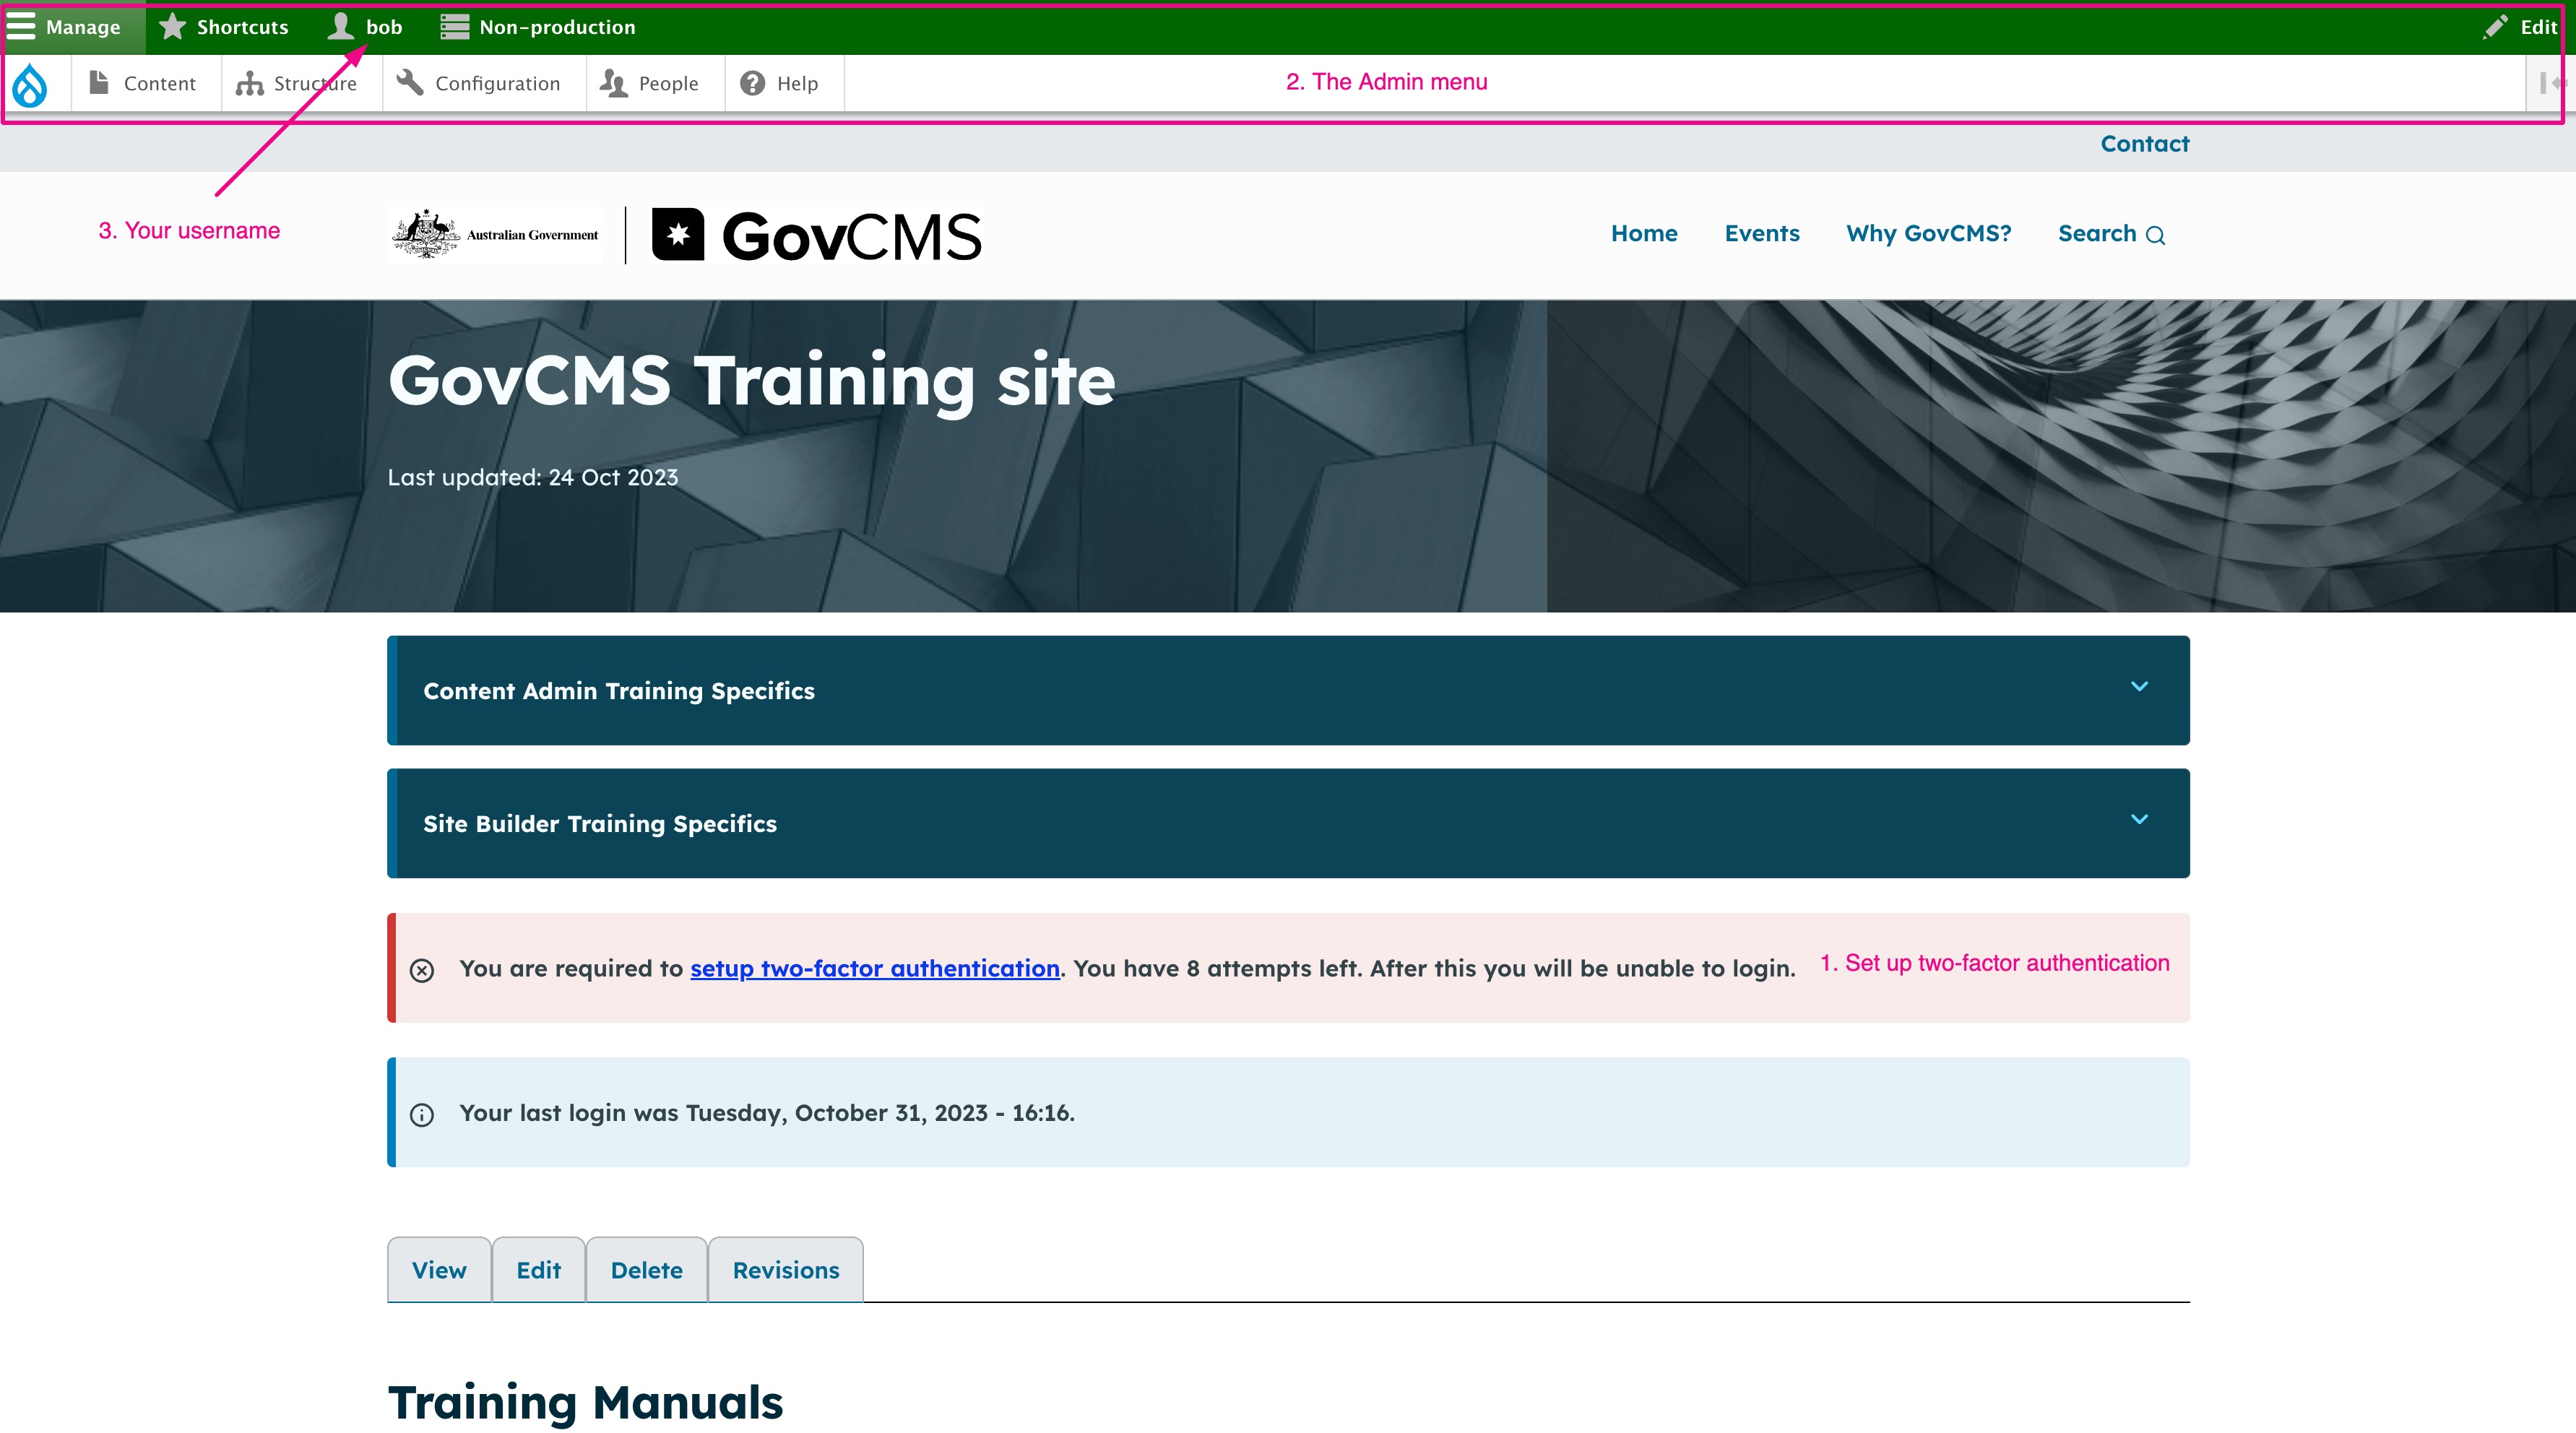 Manage Shortcuts bob Non-production Edit
Content Structure Configuration People Help 2. The Admin menu
Contact
3. Your username
Australian Government GovCMS Home Events Why GovCMS? Search
GovCMS Training site
Last updated: 24 Oct 2023
Content Admin Training Specifics
Site Builder Training Specifics
You are required to setup two-factor authentication. You have 8 attempts left. After this you will be unable to login. 1. Set up two-factor authentication
Your last login was Tuesday, October 31, 2023 - 16:16.
View Edit Delete Revisions
Training Manuals